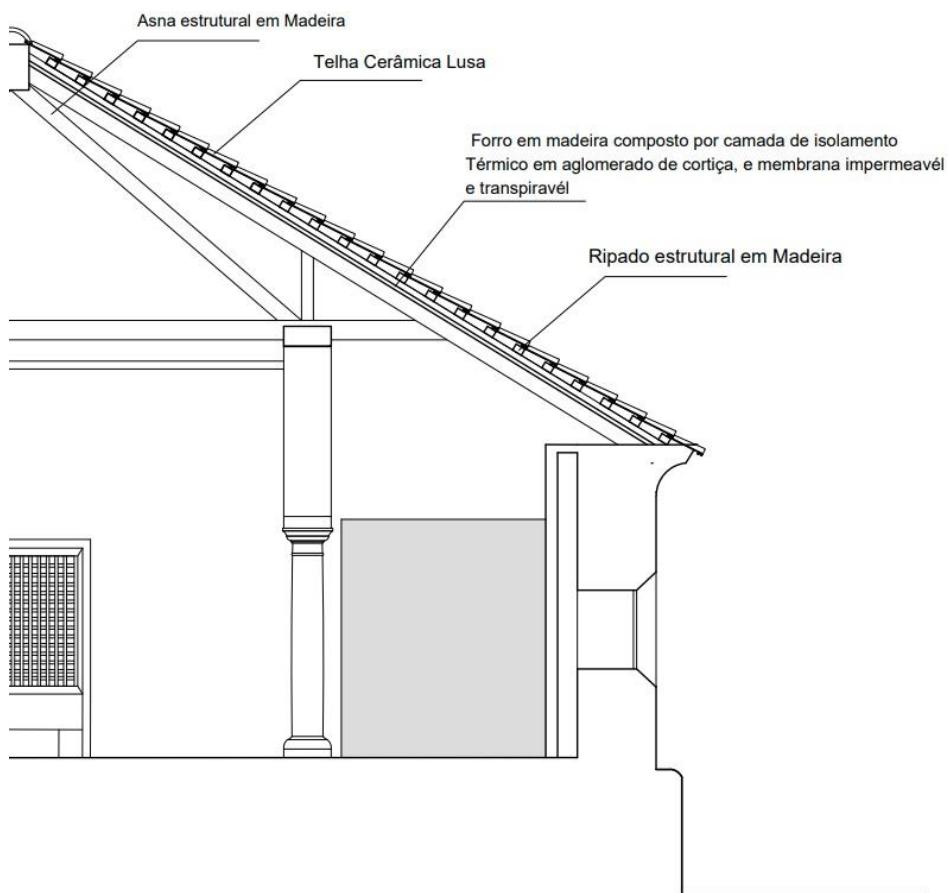 Asna estrutural em Madeira
Telha Cerâmica Lusa
Forro em madeira composto por camada de isolamento
Térmico em aglomerado de cortiça, e membrana impermeavél
e transpiravél
Ripado estrutural em Madeira